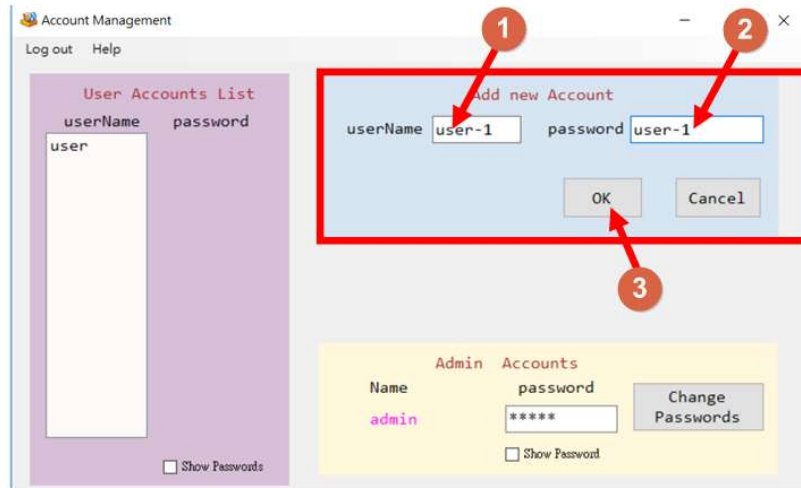 Account Management
Log out Help
1
2
User Accounts List
userName password
user
Show Passwords
Add new Account
userName user-1 password user-1
OK Cancel
3
Admin Accounts
Name password
admin *****
Change
Passwords
Show Password